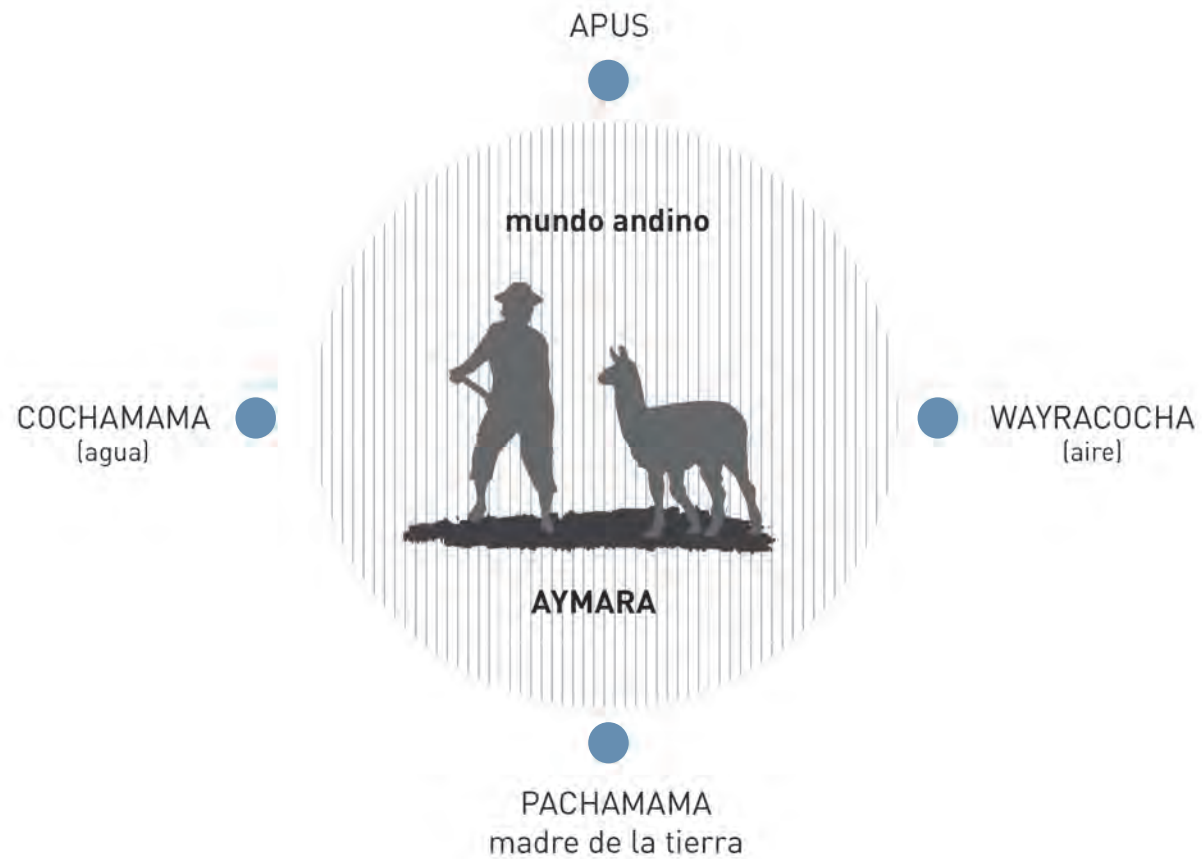 APUS
mundo andino
COCHAMAMA
(agua)
WAYRACOCHA
(aire)
AYMARA
PACHAMAMA
madre de la tierra